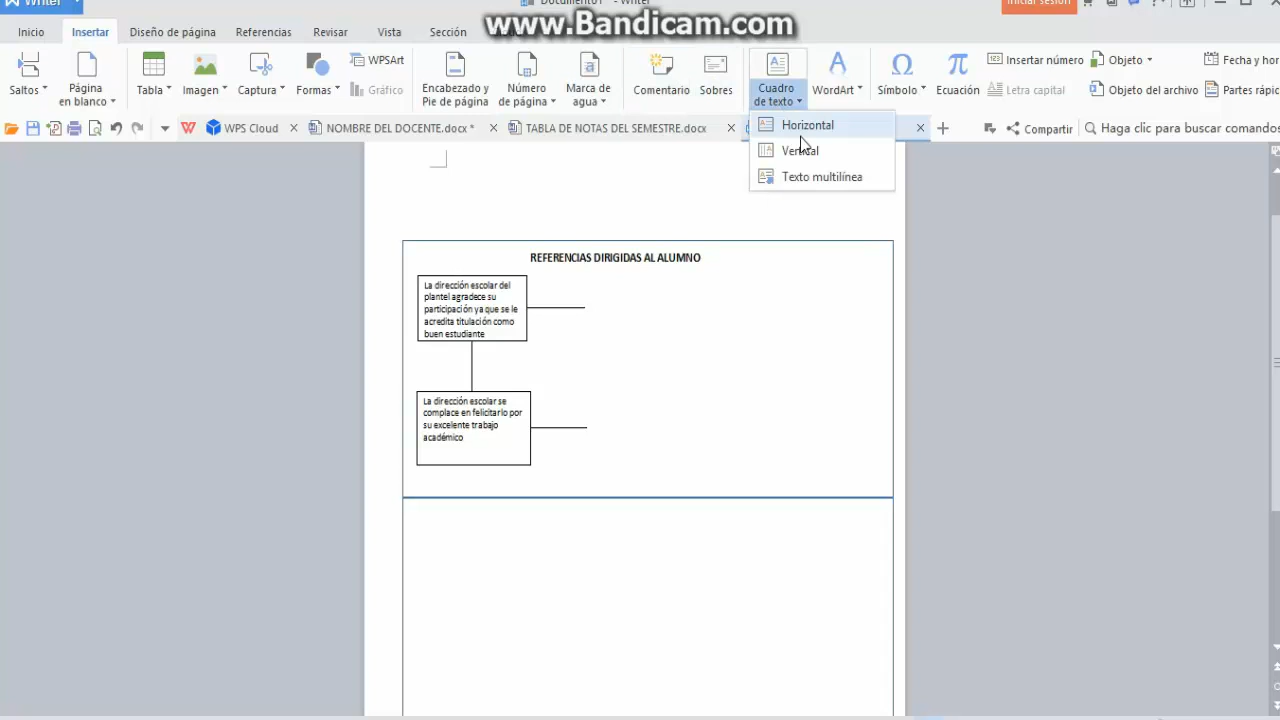 Writer
Documento1 - Writer
Iniciar sesión
www.Bandicam.com
Inicio
Insertar
Diseño de página
Referencias
Revisar
Vista
Sección
Saltos
Página en blanco
Tabla
Imagen
Captura
Formas
WPSArt
Gráfico
Encabezado y Pie de página
Número de página
Marca de agua
Comentario
Sobres
Cuadro de texto
WordArt
Símbolo
Ecuación
Insertar número
Letra capital
Objeto
Objeto del archivo
Fecha y hor
Partes rápic
WPS Cloud
NOMBRE DEL DOCENTE.docx *
TABLA DE NOTAS DEL SEMESTRE.docx
Compartir
Haga clic para buscar comandos
Horizontal
Vertical
Texto multilínea
REFERENCIAS DIRIGIDAS AL ALUMNO
La dirección escolar del
plantel agradece su
participación ya que se le
acredita titulación como
buen estudiante
La dirección escolar se
complace en felicitarlo por
su excelente trabajo
académico